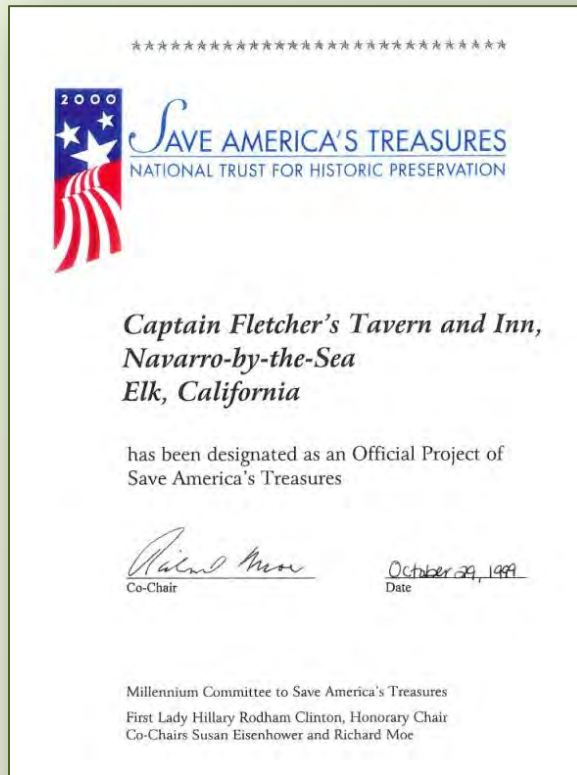 2000
SAVE AMERICA'S TREASURES
NATIONAL TRUST FOR HISTORIC PRESERVATION
Captain Fletcher's Tavern and Inn,
Navarro-by-the-Sea
Elk, California
has been designated as an Official Project of
Save America's Treasures
Richard Moe October 29, 1999
Co-Chair Date
Millennium Committee to Save America's Treasures
First Lady Hillary Rodham Clinton, Honorary Chair
Co-Chairs Susan Eisenhower and Richard Moe